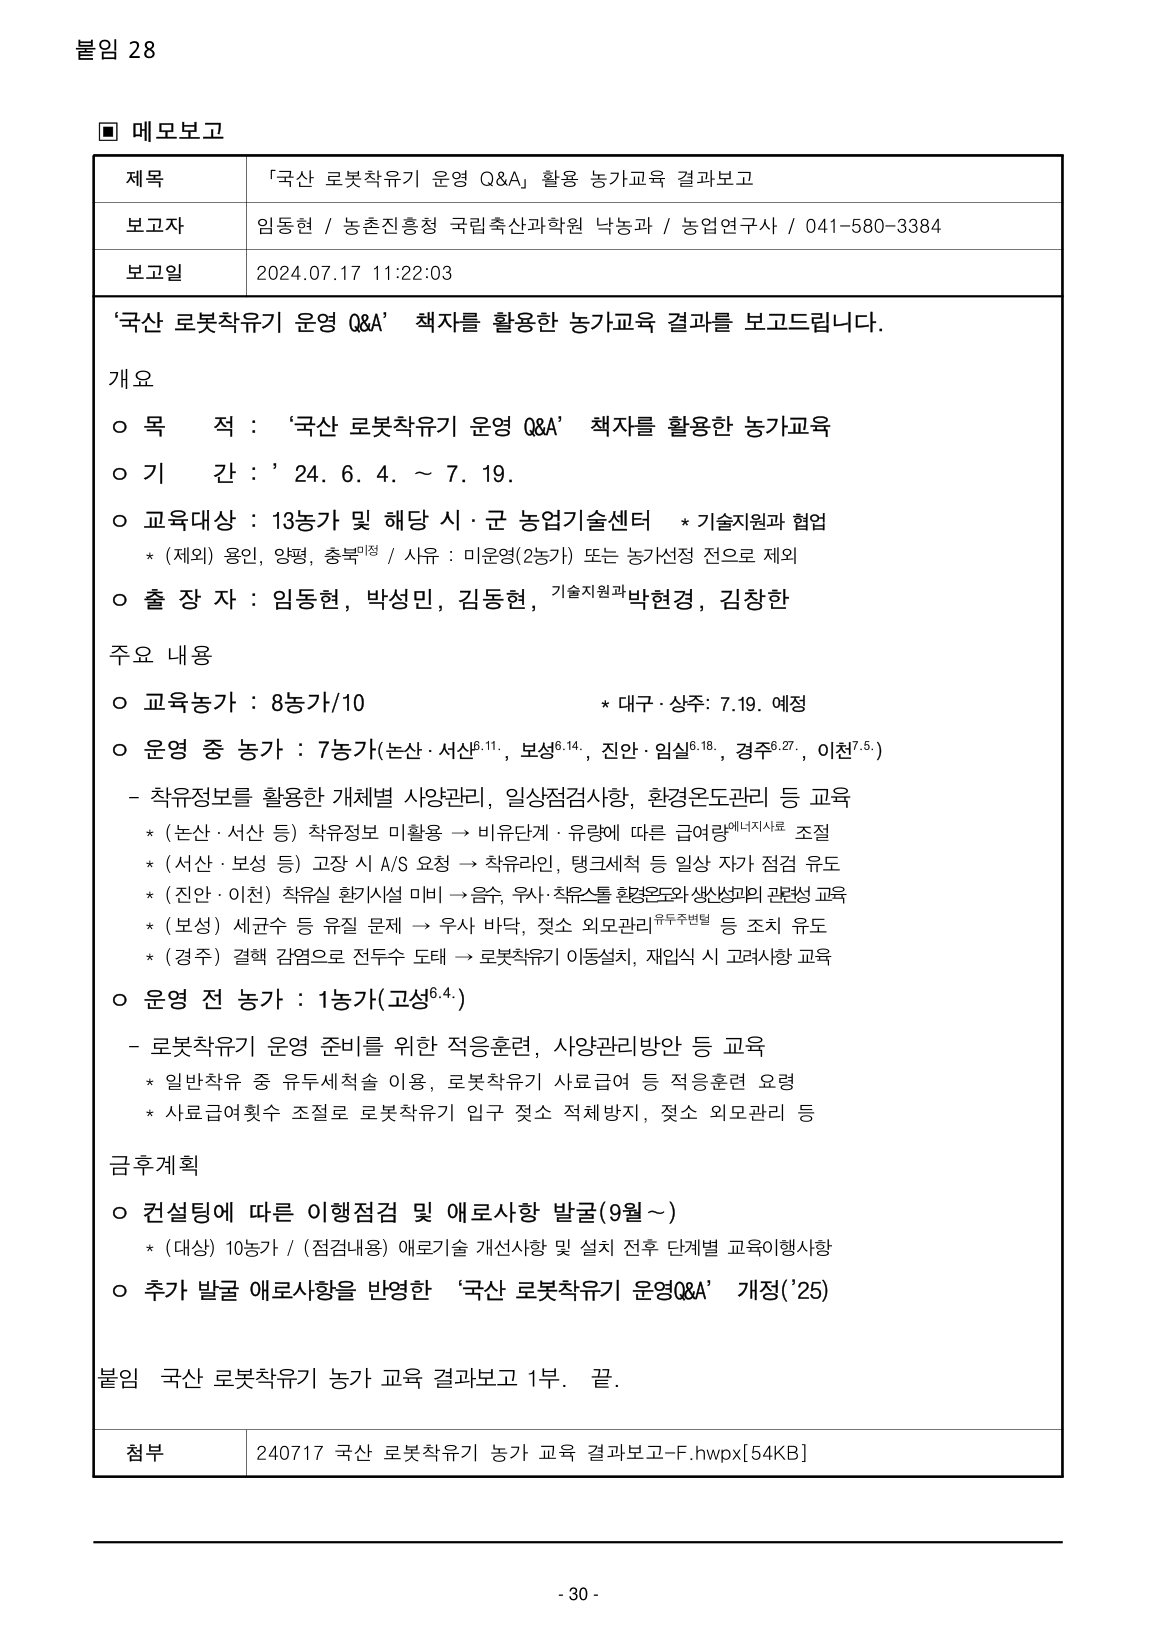 붙임 28
▣ 메모보고
제목 「국산 로봇착유기 운영 Q&A」 활용 농가교육 결과보고
보고자 임동현 / 농촌진흥청 국립축산과학원 낙농과 / 농업연구사 / 041-580-3384
보고일 2024.07.17 11:22:03
‘국산 로봇착유기 운영 Q&A’ 책자를 활용한 농가교육 결과를 보고드립니다.
개요
ㅇ 목 적 : ‘국산 로봇착유기 운영 Q&A’ 책자를 활용한 농가교육
ㅇ 기 간 : ’24. 6. 4. ~ 7. 19.
ㅇ 교육대상 : 13농가 및 해당 시·군 농업기술센터 * 기술지원과 협업
* (제외) 용인, 양평, 충북미정 / 사유 : 미운영(2농가) 또는 농가선정 전으로 제외
ㅇ 출 장 자 : 임동현, 박성민, 김동현, 기술지원과박현경, 김창한
주요 내용
ㅇ 교육농가 : 8농가/10 * 대구·상주: 7.19. 예정
ㅇ 운영 중 농가 : 7농가(논산·서산6.11., 보성6.14., 진안·임실6.18., 경주6.27., 이천7.5.)
- 착유정보를 활용한 개체별 사양관리, 일상점검사항, 환경온도관리 등 교육
* (논산·서산 등) 착유정보 미활용 → 비유단계·유량에 따른 급여량에너지사료 조절
* (서산·보성 등) 고장 시 A/S 요청 → 착유라인, 탱크세척 등 일상 자가 점검 유도
* (진안·이천) 착유실 환기시설 미비 → 음수, 우사·착유스톨 환경온도와 생산성과의 관련성 교육
* (보성) 세균수 등 유질 문제 → 우사 바닥, 젖소 외모관리유두주변털 등 조치 유도
* (경주) 결핵 감염으로 전두수 도태 → 로봇착유기 이동설치, 재입식 시 고려사항 교육
ㅇ 운영 전 농가 : 1농가(고성6.4.)
- 로봇착유기 운영 준비를 위한 적응훈련, 사양관리방안 등 교육
* 일반착유 중 유두세척솔 이용, 로봇착유기 사료급여 등 적응훈련 요령
* 사료급여횟수 조절로 로봇착유기 입구 젖소 적체방지, 젖소 외모관리 등
금후계획
ㅇ 컨설팅에 따른 이행점검 및 애로사항 발굴(9월~)
* (대상) 10농가 / (점검내용) 애로기술 개선사항 및 설치 전후 단계별 교육이행사항
ㅇ 추가 발굴 애로사항을 반영한 ‘국산 로봇착유기 운영Q&A’ 개정(’25)
붙임 국산 로봇착유기 농가 교육 결과보고 1부. 끝.
첨부 240717 국산 로봇착유기 농가 교육 결과보고-F.hwpx[54KB]
- 30 -